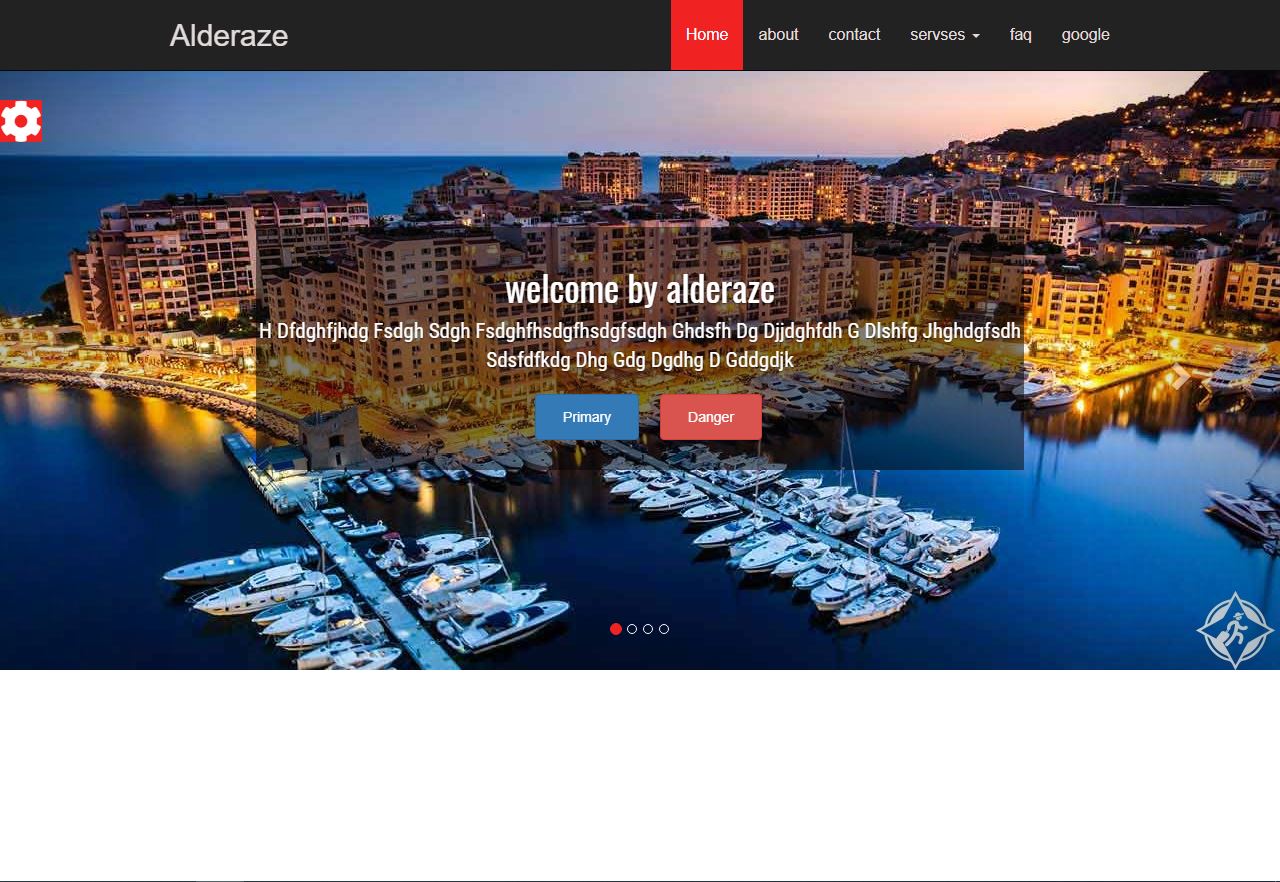 Alderaze
Home about contact servses faq google
welcome by alderaze
H Dfdghfjhdg Fsdgh Sdgh Fsdghfhsdgfhsdgfsdgh Ghdsfh Dg Djjdghfdh G Dlshfg Jhghdgfsdh
Sdsfdfkdg Dhg Gdg Dgdhg D Gddgdjk
Primary Danger